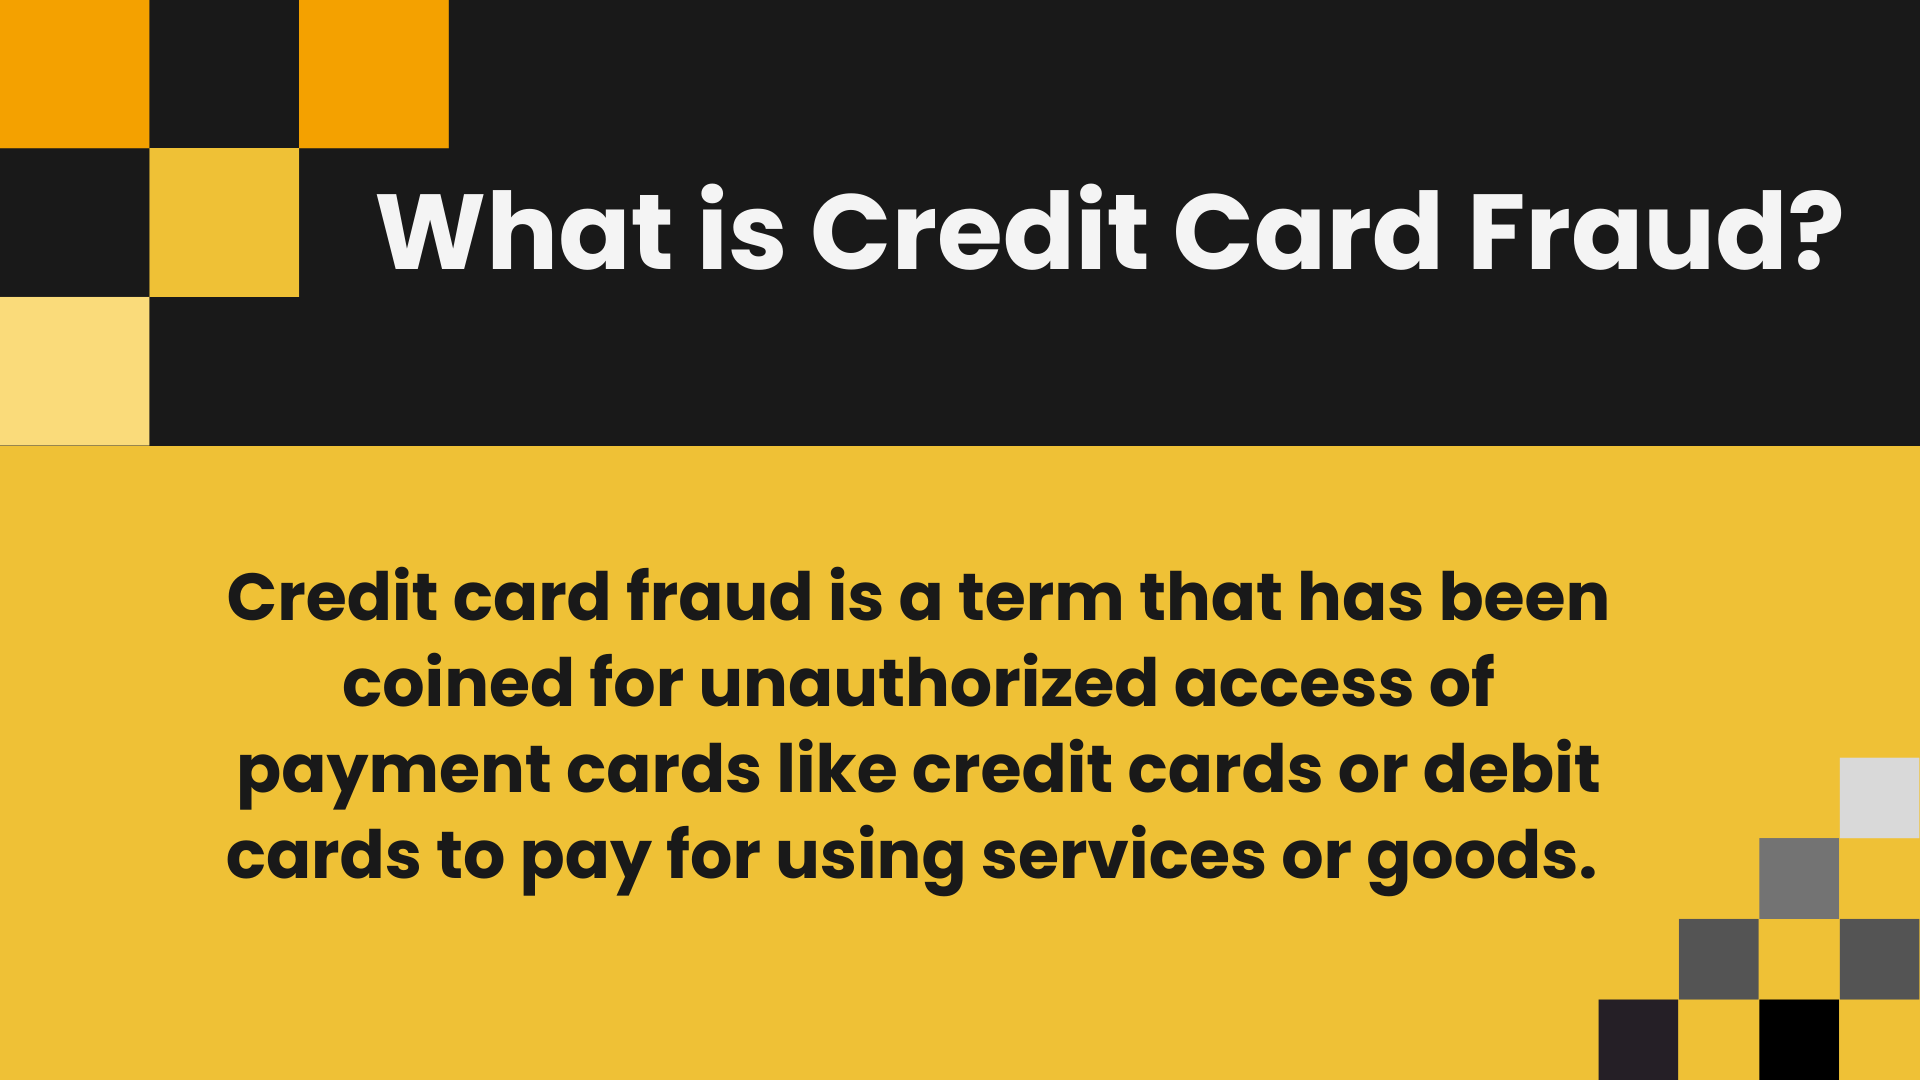 What is Credit Card Fraud?
Credit card fraud is a term that has been
coined for unauthorized access of
payment cards like credit cards or debit
cards to pay for using services or goods.